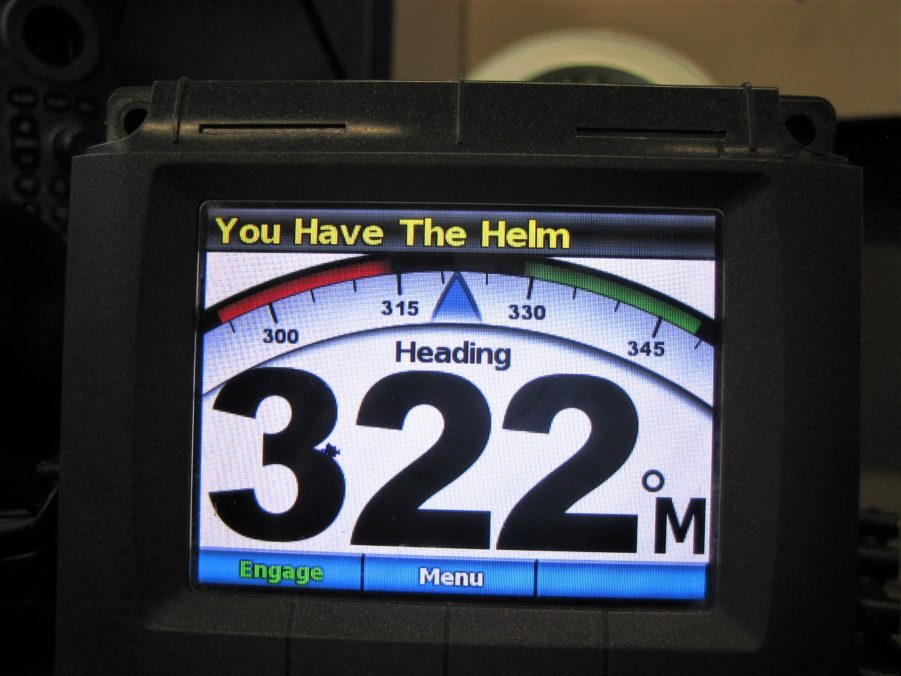 You Have The Helm
300 315 330 345
Heading
322°M
Engage Menu